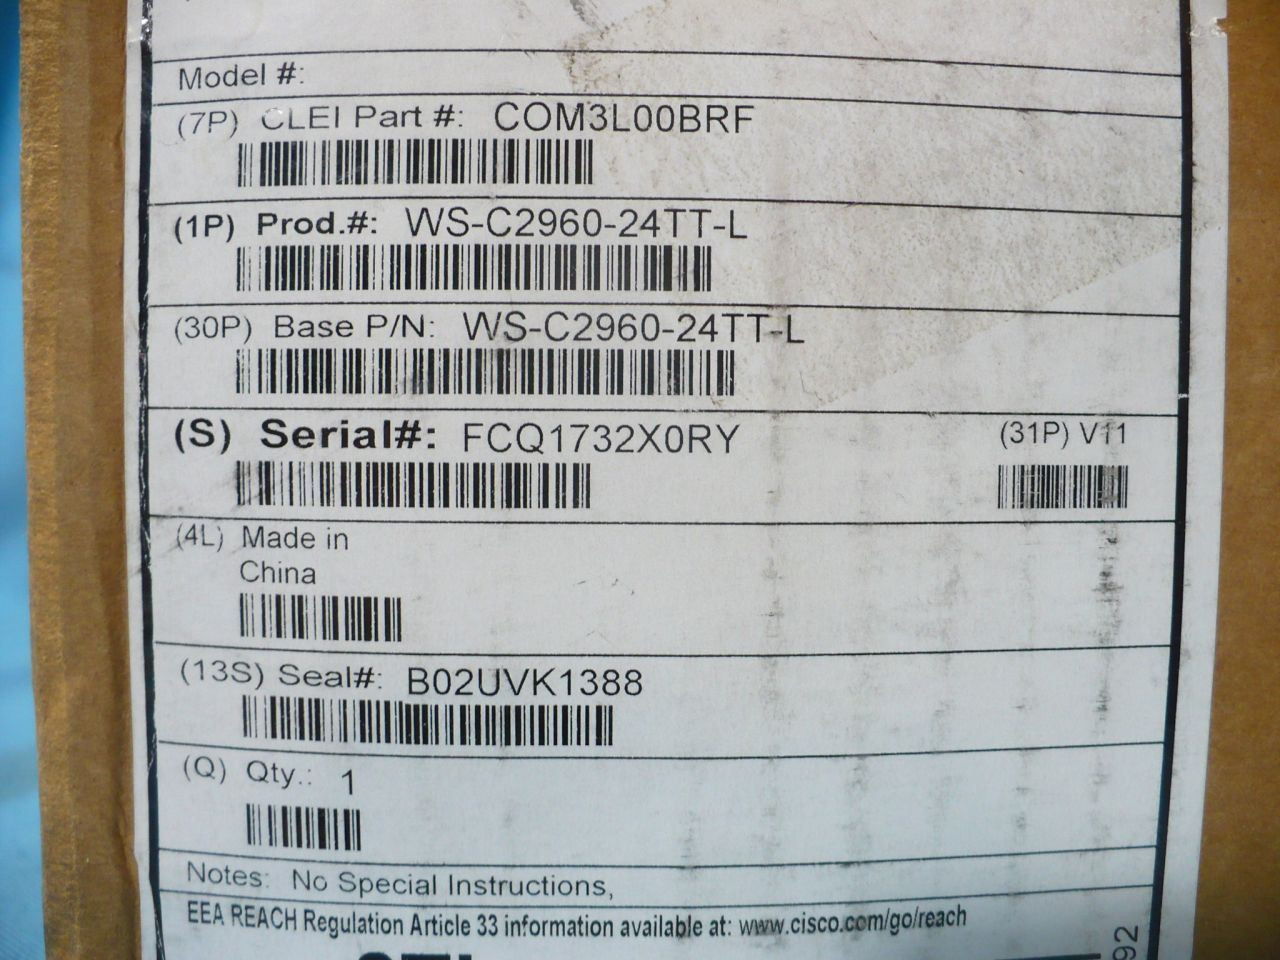 Model #:
(7P) CLEI Part #: COM3L00BRF
(1P) Prod.#: WS-C2960-24TT-L
(30P) Base P/N: WS-C2960-24TT-L
(S) Serial#: FCQ1732X0RY (31P) V11
(4L) Made in
China
(13S) Seal#: B02UVK1388
(Q) Qty.: 1
Notes: No Special Instructions,
EEA REACH Regulation Article 33 information available at: www.cisco.com/go/reach
92